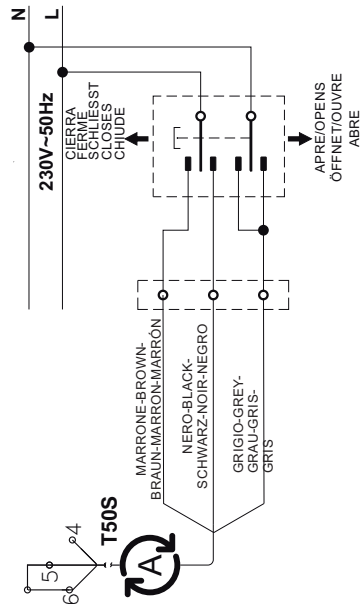 N
L
230V~50Hz
CIERRA
FERME
SCHLIESST
CLOSES
CHIUDE
APRE/OPENS
ÖFFNET/OUVRE
ABRE
MARRONE-BROWN-
BRAUN-MARRON-MARRÓN
NERO-BLACK-
SCHWARZ-NOIR-NEGRO
GRIGIO-GREY-
GRAU-GRIS-
GRIS
T50S
4
5
6
A